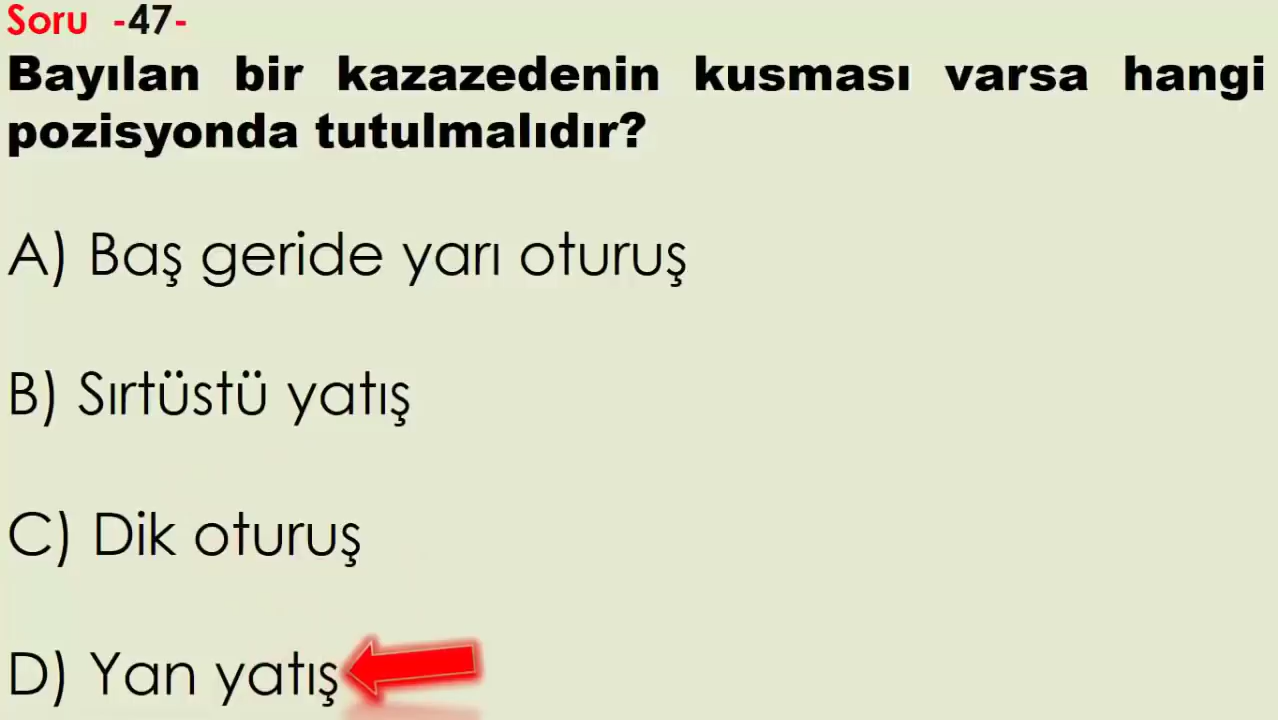 Soru -47-
Bayılan bir kazazedenin kusması varsa hangi
pozisyonda tutulmalıdır?
A) Baş geride yarı oturuş
B) Sırtüstü yatış
C) Dik oturuş
D) Yan yatış